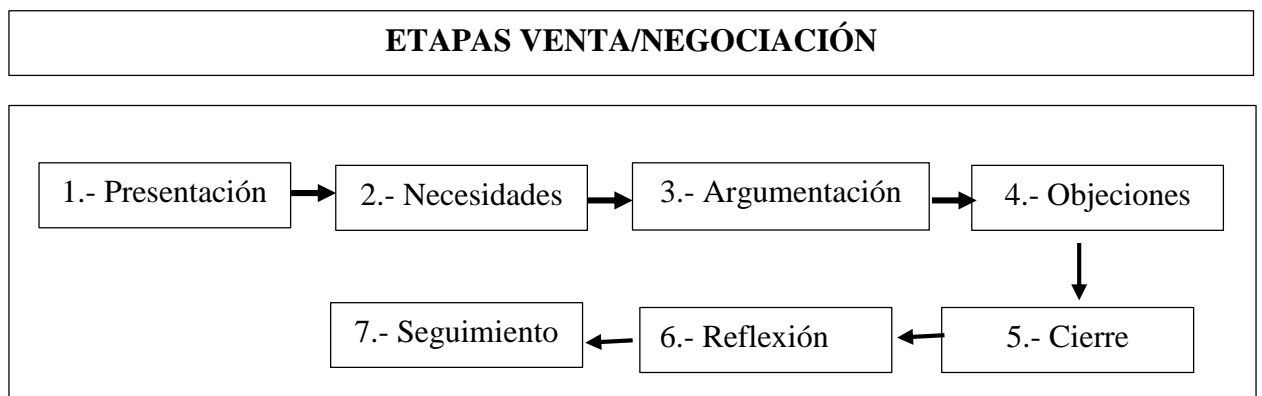 ETAPAS VENTA/NEGOCIACIÓN
1.- Presentación
2.- Necesidades
3.- Argumentación
4.- Objeciones
5.- Cierre
6.- Reflexión
7.- Seguimiento